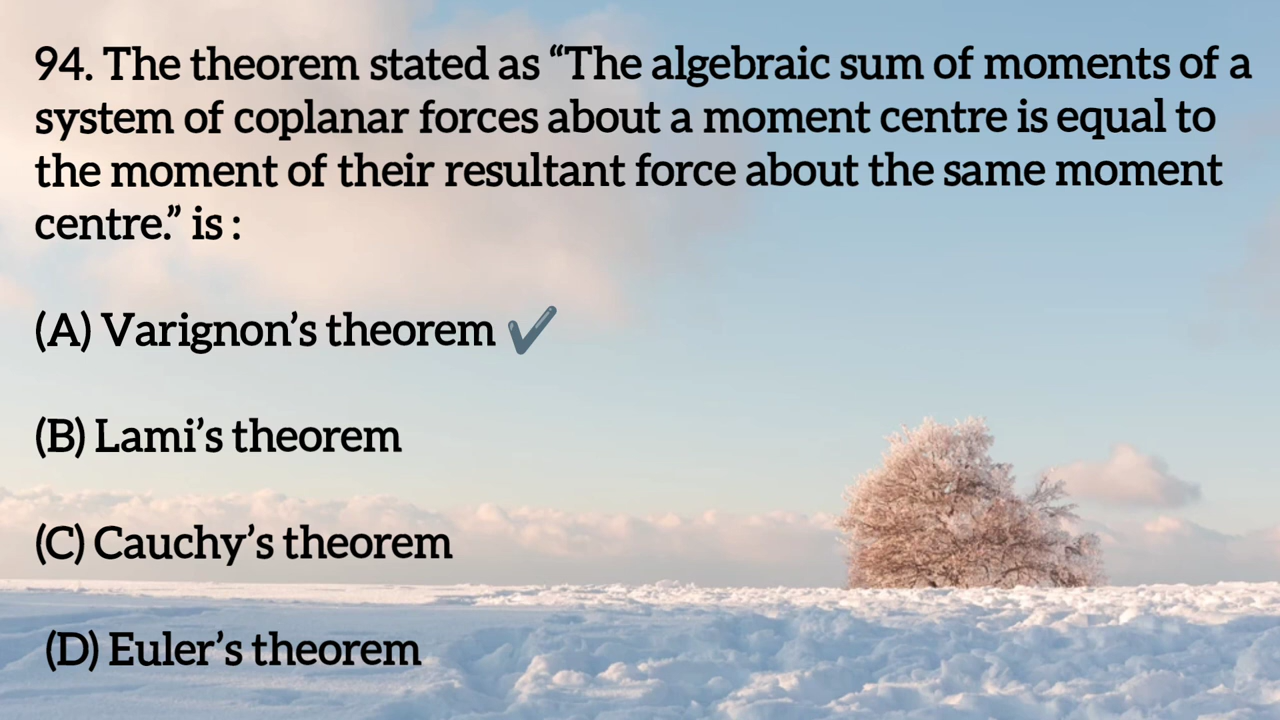 94. The theorem stated as “The algebraic sum of moments of a
system of coplanar forces about a moment centre is equal to
the moment of their resultant force about the same moment
centre.” is :
(A) Varignon’s theorem ✔
(B) Lami’s theorem
(C) Cauchy’s theorem
(D) Euler’s theorem